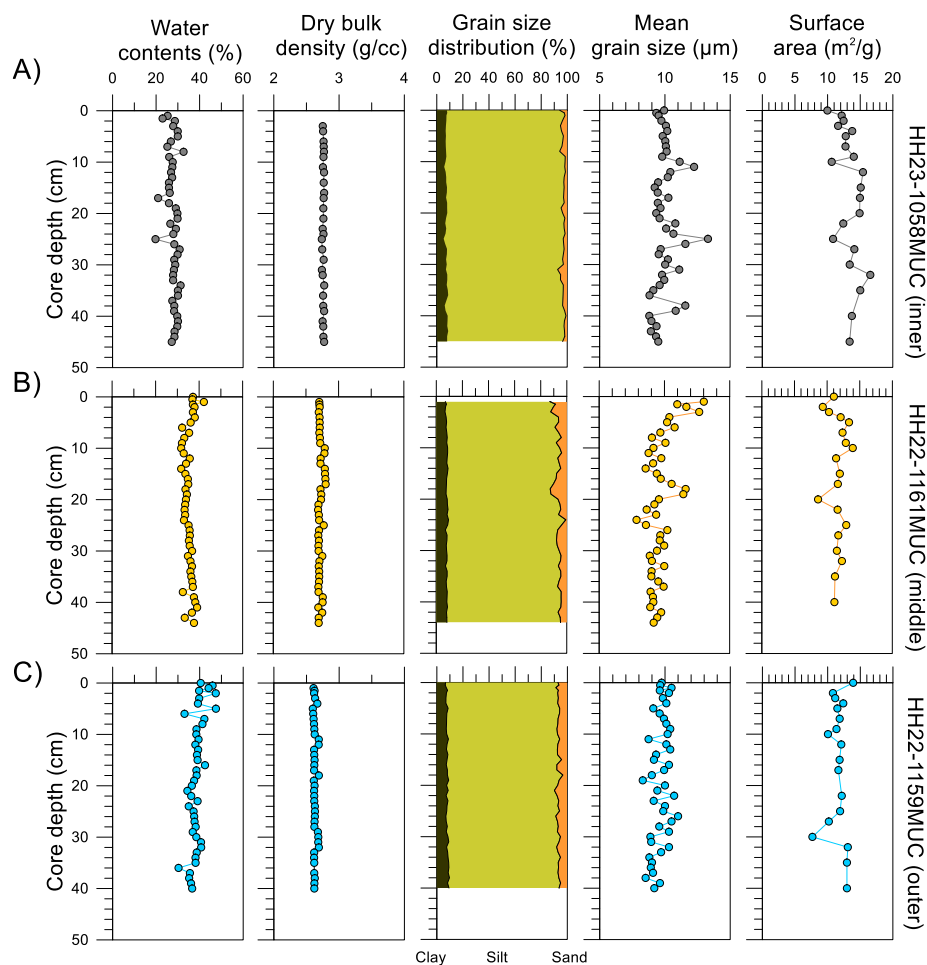 Water
contents (%)
Dry bulk
density (g/cc)
Grain size
distribution (%)
Mean
grain size (µm)
Surface
area (m²/g)
A)
0 20 40 60
2 3 4
0 20 40 60 80 100
5 10 15
0 5 10 15 20
0
10
20
30
40
50
Core depth (cm)
HH23-1058MUC (inner)
B)
0
10
20
30
40
50
Core depth (cm)
HH22-1161MUC (middle)
C)
0
10
20
30
40
50
Core depth (cm)
HH22-1159MUC (outer)
Clay Silt Sand